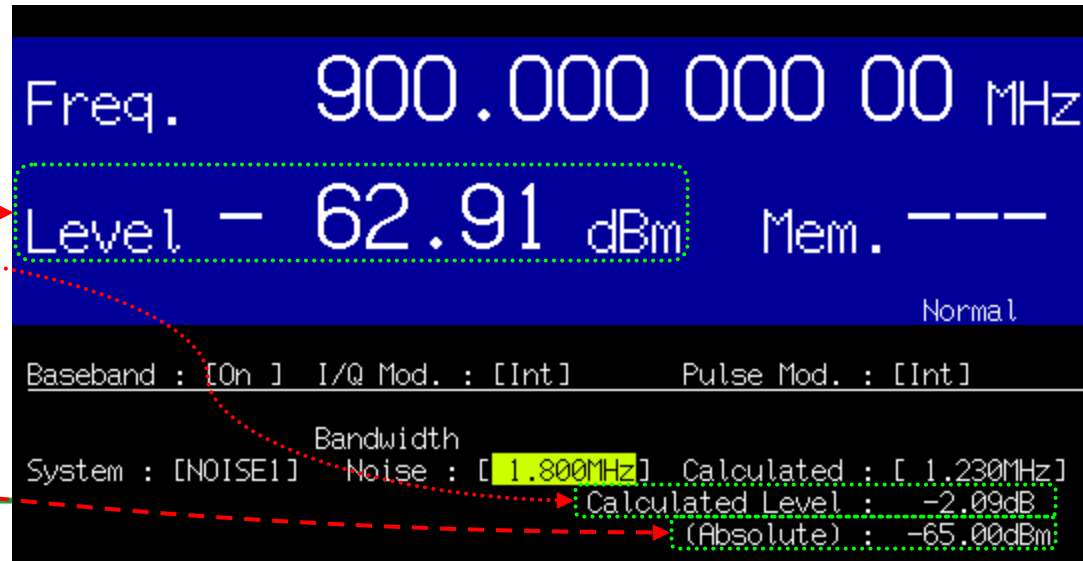 Freq. 900.000 000 00 MHz
Level - 62.91 dBm Mem. ---
Normal
Baseband : [On ] I/Q Mod. : [Int] Pulse Mod. : [Int]
Bandwidth
System : [NOISE1] Noise : [ 1.800MHz] Calculated : [ 1.230MHz]
Calculated Level : -2.09dB
(Absolute) : -65.00dBm